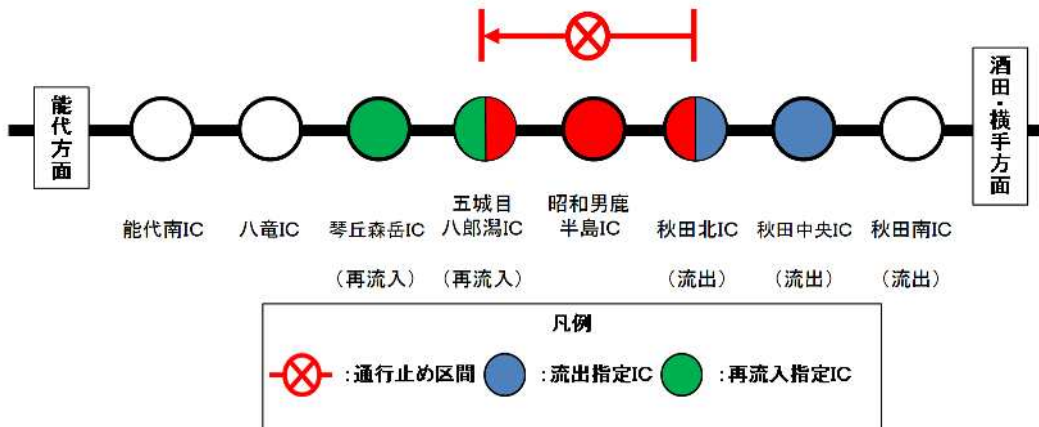 能代方面
酒田・横手方面
能代南IC
八竜IC
琴丘森岳IC
(再流入)
五城目
八郎潟IC
(再流入)
昭和男鹿
半島IC
秋田北IC
(流出)
秋田中央IC
(流出)
秋田南IC
(流出)
凡例
:通行止め区間
:流出指定IC
:再流入指定IC